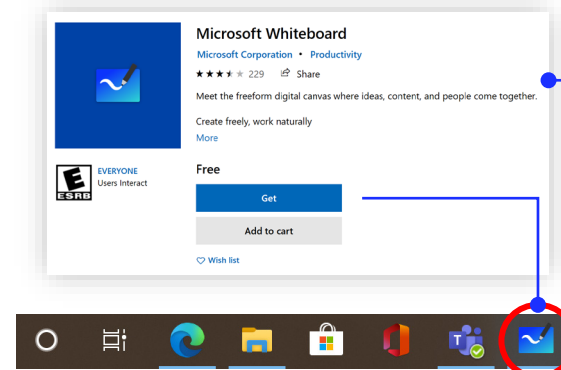 Microsoft Whiteboard
Microsoft Corporation • Productivity
229 Share
Meet the freeform digital canvas where ideas, content, and people come together.
Create freely, work naturally
More
E
ESRB
EVERYONE
Users Interact
Free
Get
Add to cart
Wish list
T